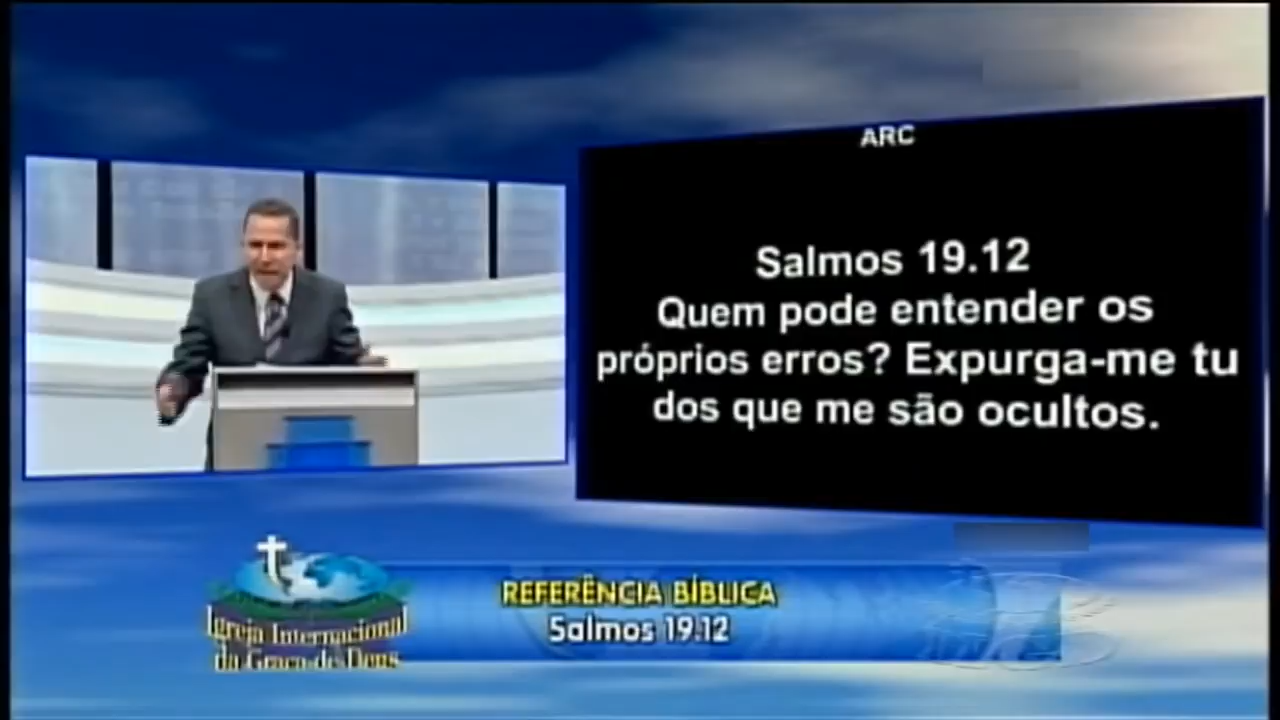 ARC
Salmos 19.12
Quem pode entender os
próprios erros? Expurga-me tu
dos que me são ocultos.
REFERÊNCIA BÍBLICA
Salmos 19.12
Igreja Internacional
da Graça de Deus